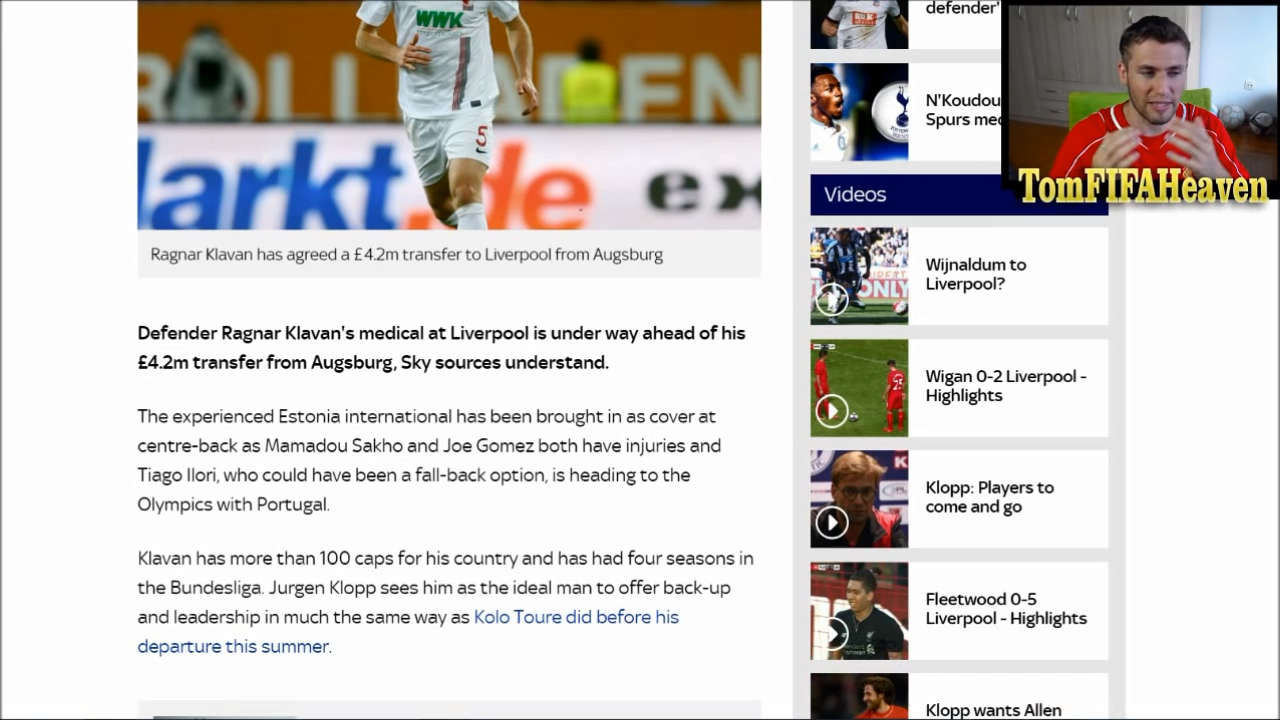 WWK
ROLL AREN
5
arkt.de ex
Ragnar Klavan has agreed a £4.2m transfer to Liverpool from Augsburg
Defender Ragnar Klavan's medical at Liverpool is under way ahead of his
£4.2m transfer from Augsburg, Sky sources understand.
The experienced Estonia international has been brought in as cover at
centre-back as Mamadou Sakho and Joe Gomez both have injuries and
Tiago Ilori, who could have been a fall-back option, is heading to the
Olympics with Portugal.
Klavan has more than 100 caps for his country and has had four seasons in
the Bundesliga. Jurgen Klopp sees him as the ideal man to offer back-up
and leadership in much the same way as Kolo Toure did before his
departure this summer.
defender'
N'Koudou
Spurs med
TomFIFAHeaven
Videos
Wijnaldum to
Liverpool?
Wigan 0-2 Liverpool -
Highlights
Klopp: Players to
come and go
Fleetwood 0-5
Liverpool - Highlights
Klopp wants Allen